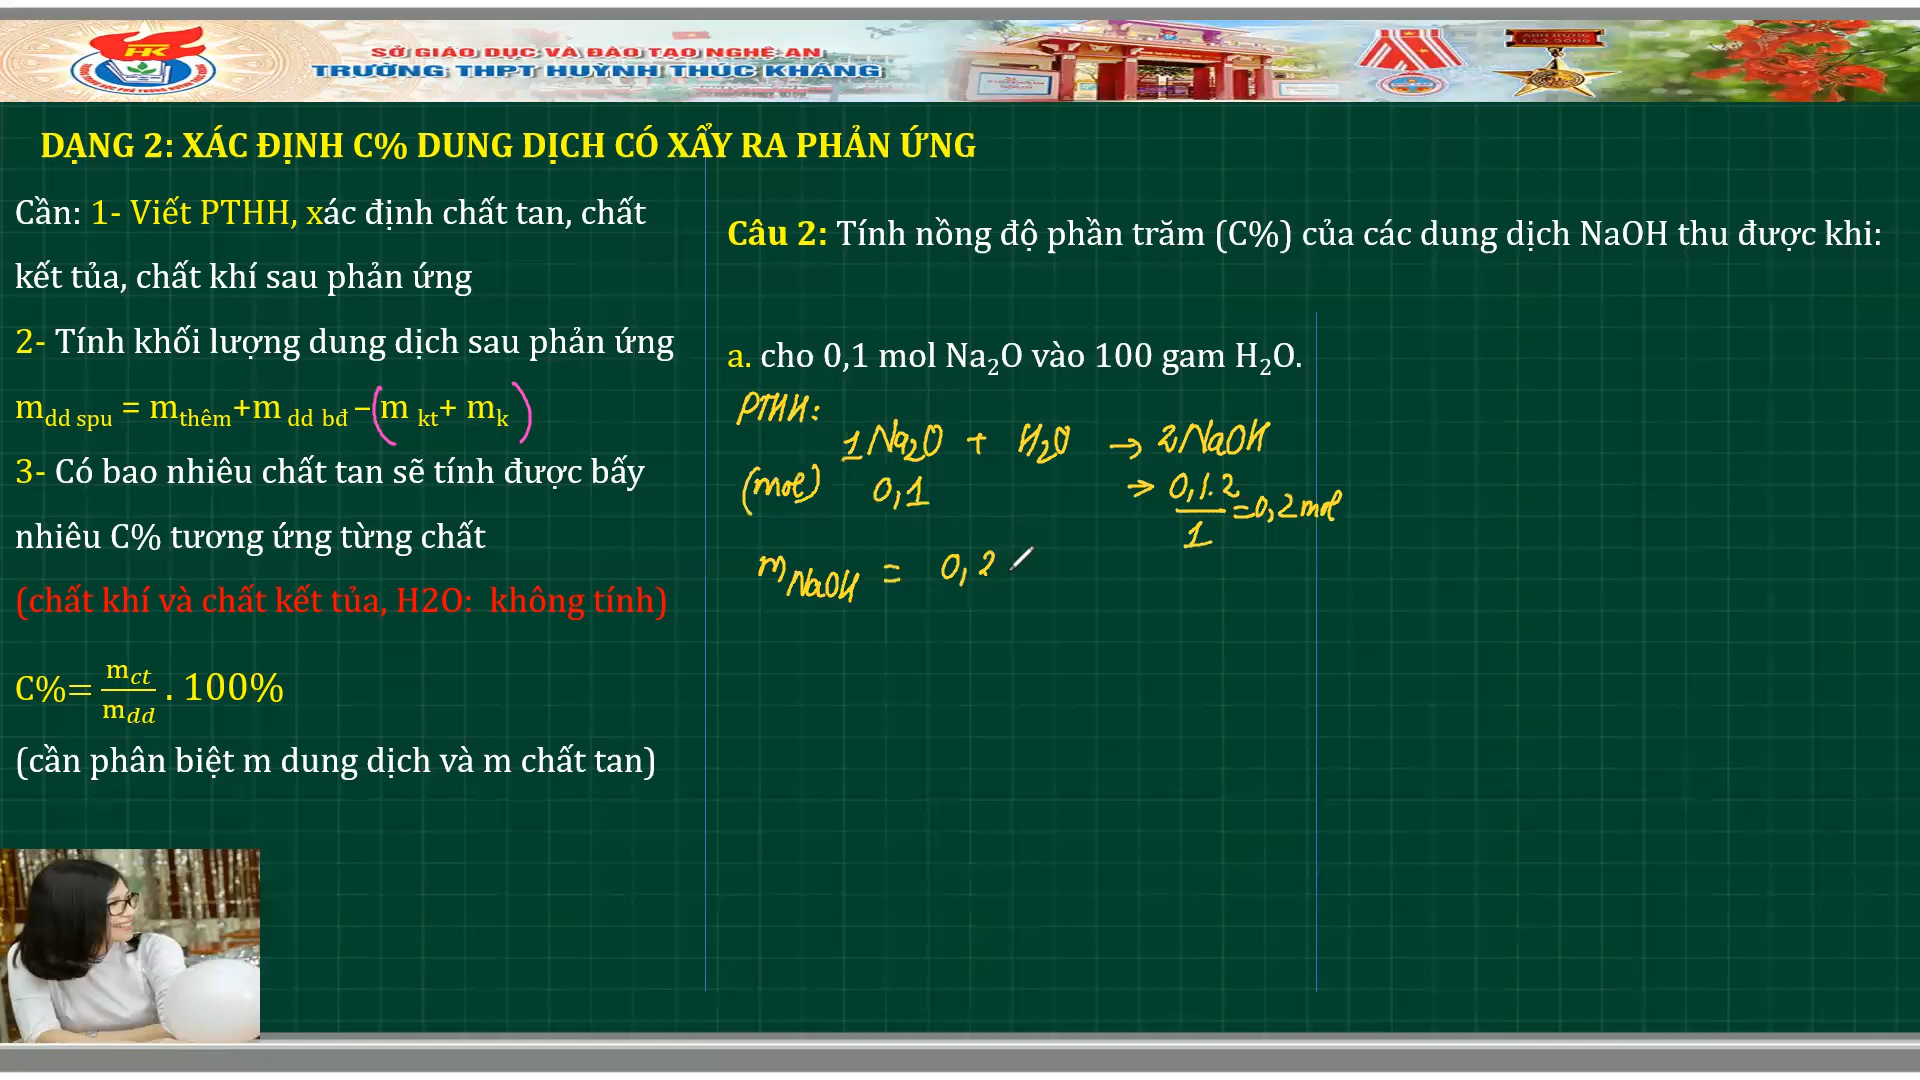 HK
SỞ GIÁO DỤC VÀ ĐÀO TẠO NGHỆ AN
TRƯỜNG THPT HUỲNH THÚC KHÁNG
DẠNG 2: XÁC ĐỊNH C% DUNG DỊCH CÓ XẨY RA PHẢN ỨNG
Cần: 1- Viết PTHH, xác định chất tan, chất
kết tủa, chất khí sau phản ứng
2- Tính khối lượng dung dịch sau phản ứng
m dd spu = m thêm+m dd bđ –(m kt+ m k )
3- Có bao nhiêu chất tan sẽ tính được bấy
nhiêu C% tương ứng từng chất
(chất khí và chất kết tủa, H2O: không tính)
C%= m_ct/m_dd . 100%
(cần phân biệt m dung dịch và m chất tan)
Câu 2: Tính nồng độ phần trăm (C%) của các dung dịch NaOH thu được khi:
a. cho 0,1 mol Na₂O vào 100 gam H₂O.
PTHH:
1Na₂O + H₂O → 2NaOH
(mol) 0,1 → 0,1.2/1 =0,2 mol
m NaOH = 0,2